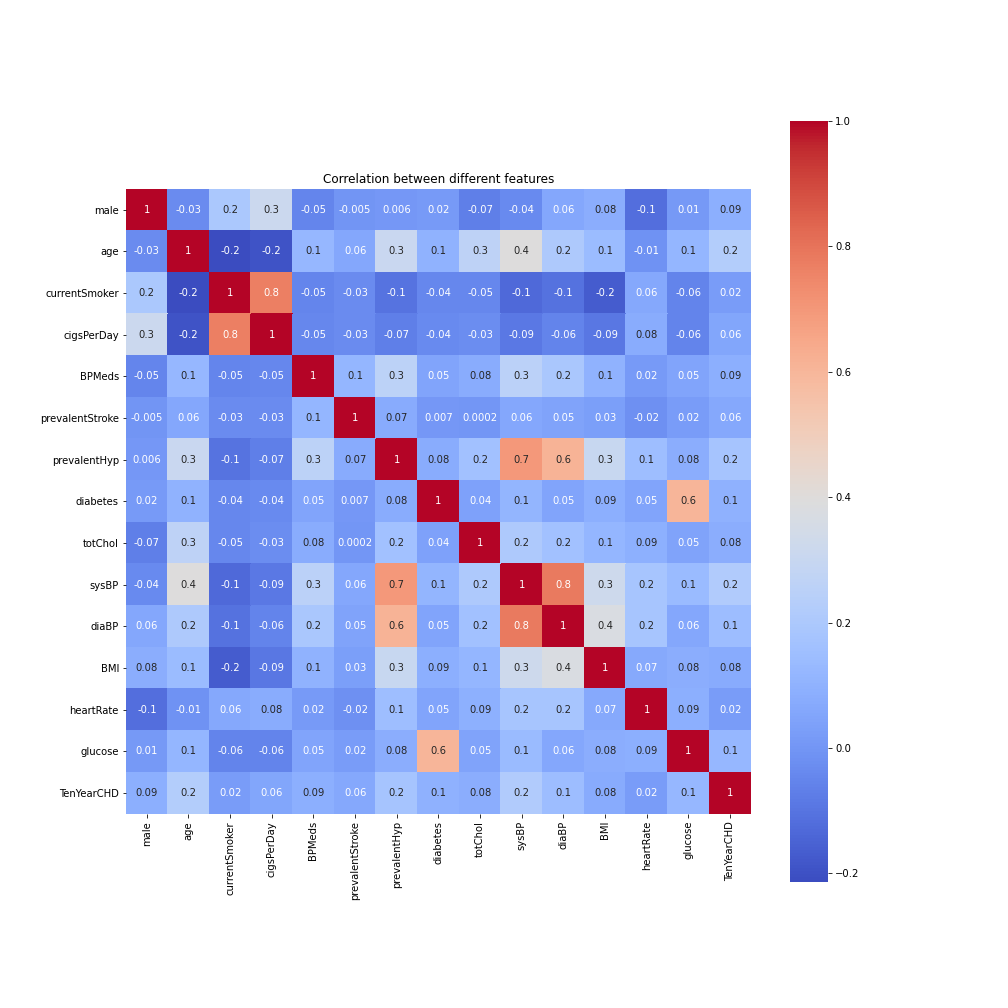 Correlation between different features
male 1 -0.03 0.2 0.3 -0.05 -0.005 0.006 0.02 -0.07 -0.04 0.06 0.08 -0.1 0.01 0.09
age -0.03 1 -0.2 -0.2 0.1 0.06 0.3 0.1 0.3 0.4 0.2 0.1 -0.01 0.1 0.2
currentSmoker 0.2 -0.2 1 0.8 -0.05 -0.03 -0.1 -0.04 -0.05 -0.1 -0.1 -0.2 0.06 -0.06 0.02
cigsPerDay 0.3 -0.2 0.8 1 -0.05 -0.03 -0.07 -0.04 -0.03 -0.09 -0.06 -0.09 0.08 -0.06 0.06
BPMeds -0.05 0.1 -0.05 -0.05 1 0.1 0.3 0.05 0.08 0.3 0.2 0.1 0.02 0.05 0.09
prevalentStroke -0.005 0.06 -0.03 -0.03 0.1 1 0.07 0.007 0.0002 0.06 0.05 0.03 -0.02 0.02 0.06
prevalentHyp 0.006 0.3 -0.1 -0.07 0.3 0.07 1 0.08 0.2 0.7 0.6 0.3 0.1 0.08 0.2
diabetes 0.02 0.1 -0.04 -0.04 0.05 0.007 0.08 1 0.04 0.1 0.05 0.09 0.05 0.6 0.1
totChol -0.07 0.3 -0.05 -0.03 0.08 0.0002 0.2 0.04 1 0.2 0.2 0.1 0.09 0.05 0.08
sysBP -0.04 0.4 -0.1 -0.09 0.3 0.06 0.7 0.1 0.2 1 0.8 0.3 0.2 0.1 0.2
diaBP 0.06 0.2 -0.1 -0.06 0.2 0.05 0.6 0.05 0.2 0.8 1 0.4 0.2 0.06 0.1
BMI 0.08 0.1 -0.2 -0.09 0.1 0.03 0.3 0.09 0.1 0.3 0.4 1 0.07 0.08 0.08
heartRate -0.1 -0.01 0.06 0.08 0.02 -0.02 0.1 0.05 0.09 0.2 0.2 0.07 1 0.09 0.02
glucose 0.01 0.1 -0.06 -0.06 0.05 0.02 0.08 0.6 0.05 0.1 0.06 0.08 0.09 1 0.1
TenYearCHD 0.09 0.2 0.02 0.06 0.09 0.06 0.2 0.1 0.08 0.2 0.1 0.08 0.02 0.1 1
male age currentSmoker cigsPerDay BPMeds prevalentStroke prevalentHyp diabetes totChol sysBP diaBP BMI heartRate glucose TenYearCHD
1.0
0.8
0.6
0.4
0.2
0.0
−0.2